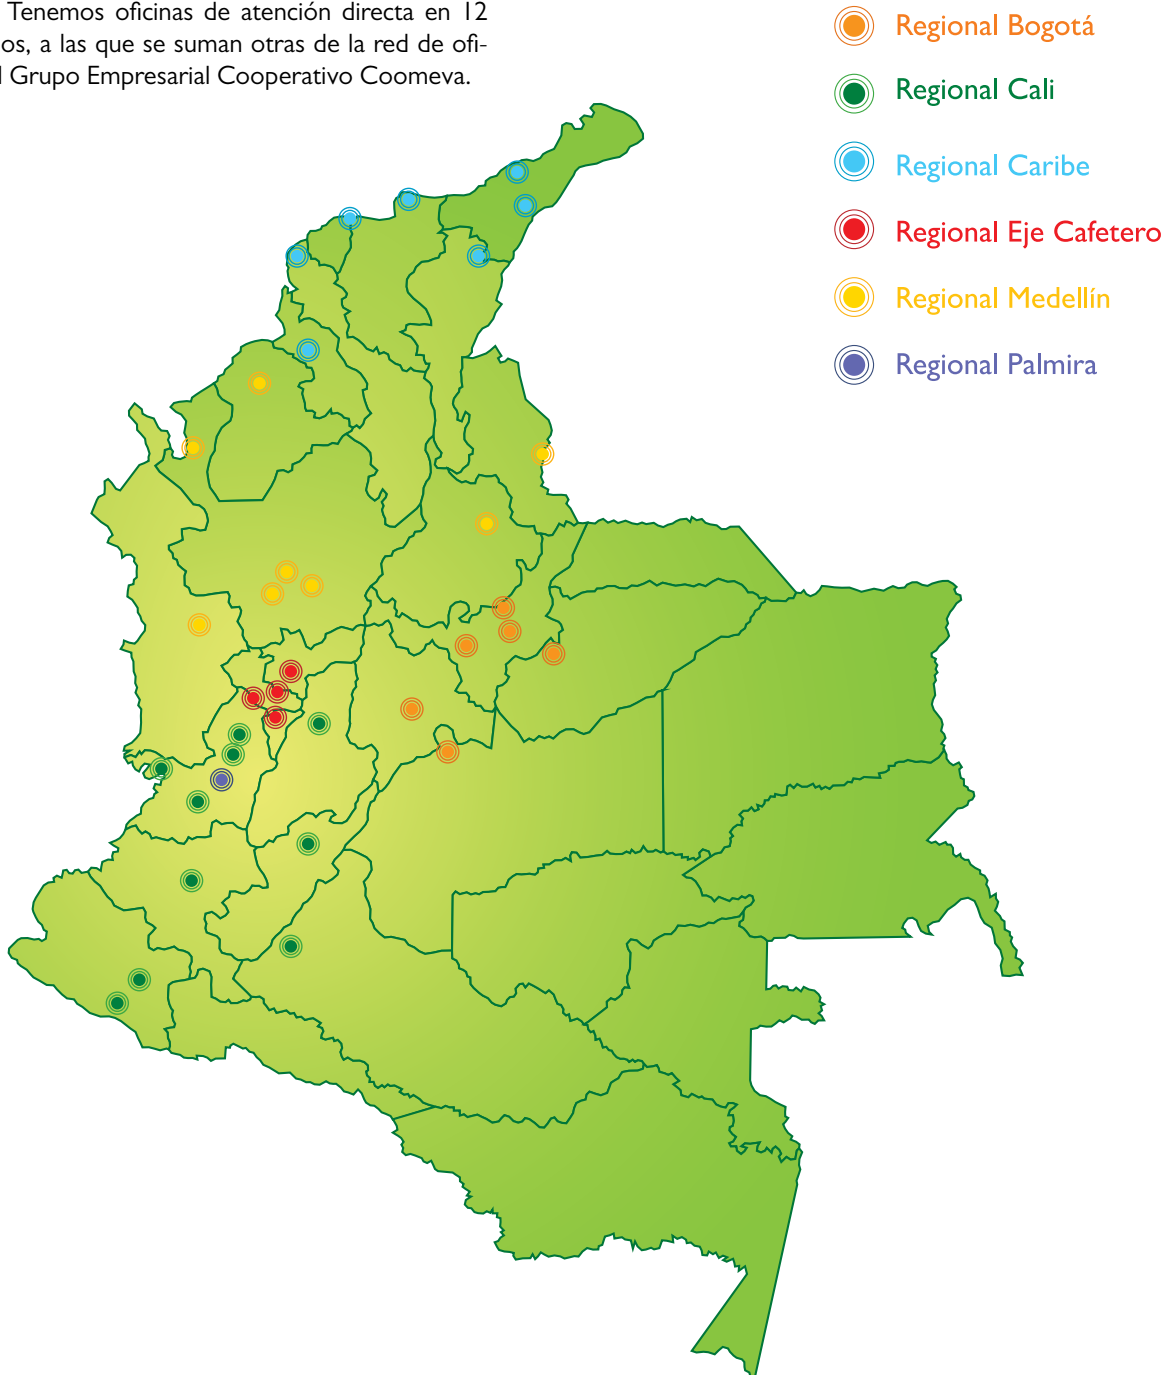 Tenemos oficinas de atención directa en 12
os, a las que se suman otras de la red de ofi-
l Grupo Empresarial Cooperativo Coomeva.
Regional Bogotá
Regional Cali
Regional Caribe
Regional Eje Cafetero
Regional Medellín
Regional Palmira